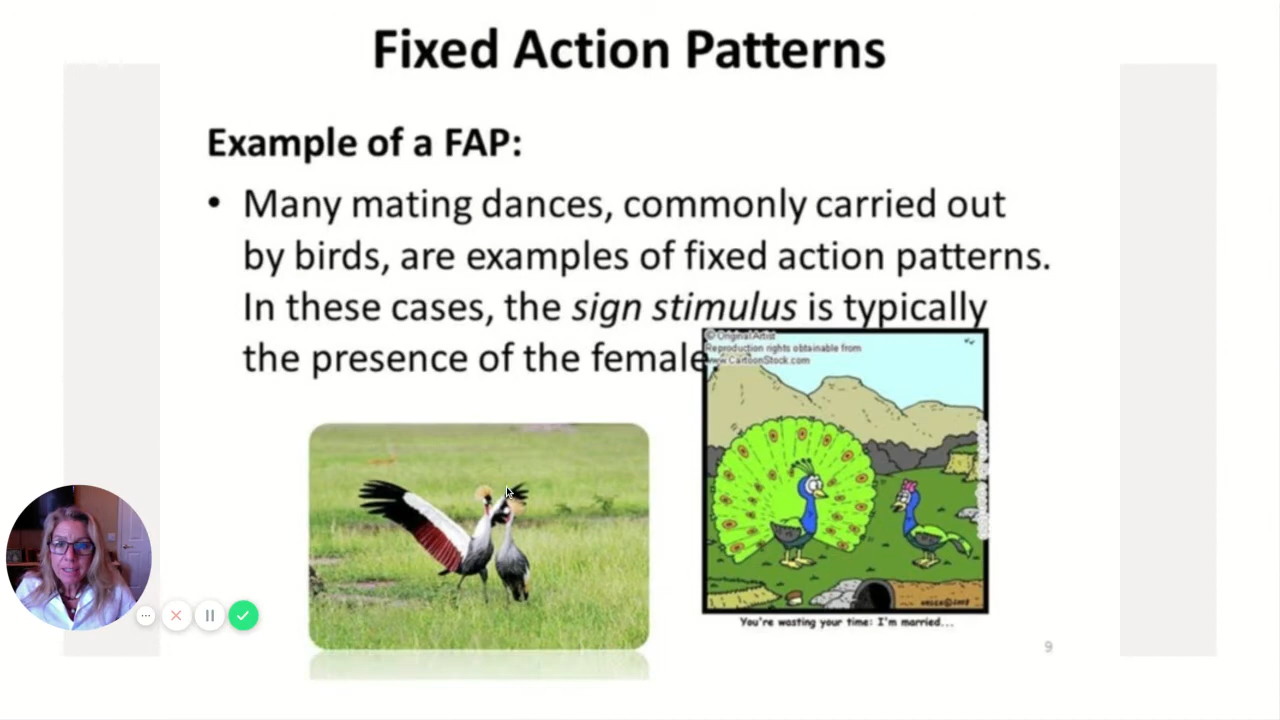 Fixed Action Patterns
Example of a FAP:
• Many mating dances, commonly carried out
by birds, are examples of fixed action patterns.
In these cases, the sign stimulus is typically
the presence of the female
© Original Artist
Reproduction rights obtainable from
www.CartoonStock.com
You're wasting your time: I'm married...
9